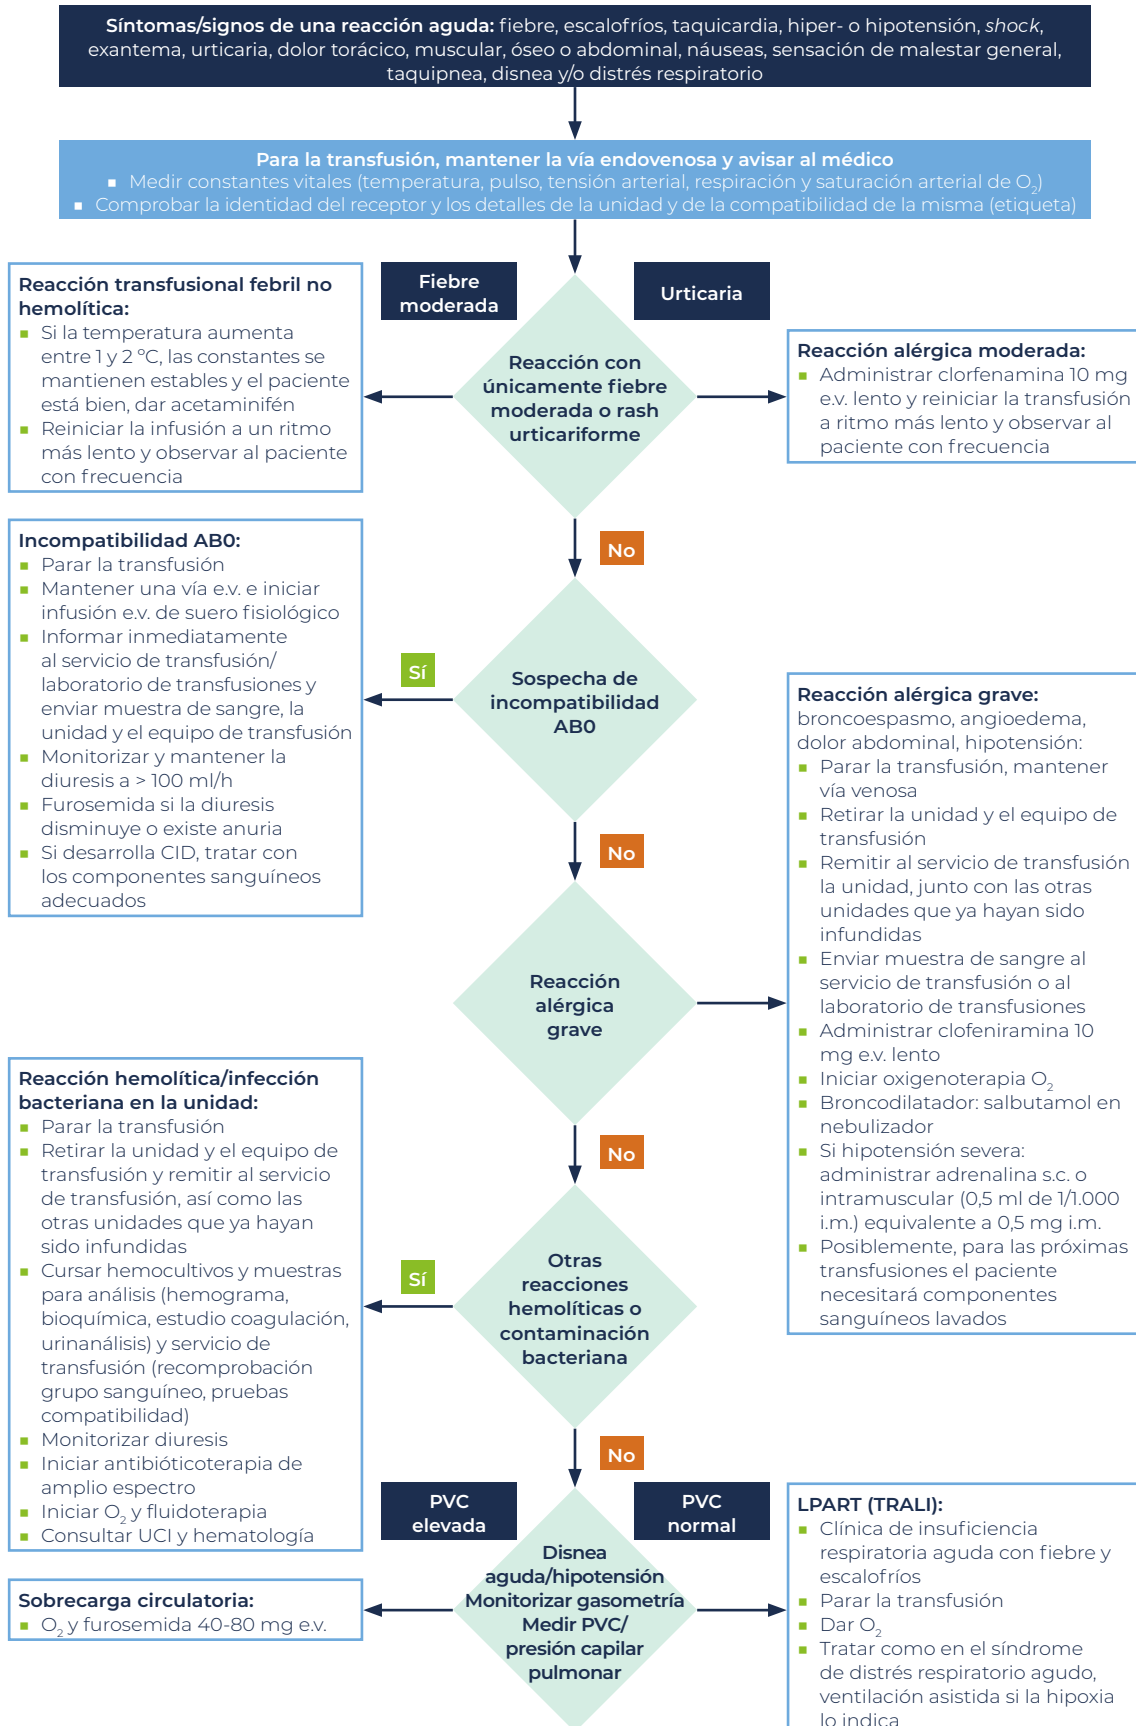 Síntomas/signos de una reacción aguda: fiebre, escalofríos, taquicardia, hiper- o hipotensión, shock,
exantema, urticaria, dolor torácico, muscular, óseo o abdominal, náuseas, sensación de malestar general,
taquipnea, disnea y/o distrés respiratorio
Para la transfusión, mantener la vía endovenosa y avisar al médico
▪ Medir constantes vitales (temperatura, pulso, tensión arterial, respiración y saturación arterial de O₂)
▪ Comprobar la identidad del receptor y los detalles de la unidad y de la compatibilidad de la misma (etiqueta)
Fiebre
moderada
Urticaria
Reacción con
únicamente fiebre
moderada o rash
urticariforme
Reacción transfusional febril no
hemolítica:
▪ Si la temperatura aumenta
entre 1 y 2 ºC, las constantes se
mantienen estables y el paciente
está bien, dar acetaminifén
▪ Reiniciar la infusión a un ritmo
más lento y observar al paciente
con frecuencia
Reacción alérgica moderada:
▪ Administrar clorfenamina 10 mg
e.v. lento y reiniciar la transfusión
a ritmo más lento y observar al
paciente con frecuencia
No
Sospecha de
incompatibilidad
AB0
Sí
Incompatibilidad AB0:
▪ Parar la transfusión
▪ Mantener una vía e.v. e iniciar
infusión e.v. de suero fisiológico
▪ Informar inmediatamente
al servicio de transfusión/
laboratorio de transfusiones y
enviar muestra de sangre, la
unidad y el equipo de transfusión
▪ Monitorizar y mantener la
diuresis a > 100 ml/h
▪ Furosemida si la diuresis
disminuye o existe anuria
▪ Si desarrolla CID, tratar con
los componentes sanguíneos
adecuados
No
Reacción
alérgica
grave
Reacción alérgica grave:
broncoespasmo, angioedema,
dolor abdominal, hipotensión:
▪ Parar la transfusión, mantener
vía venosa
▪ Retirar la unidad y el equipo de
transfusión
▪ Remitir al servicio de transfusión
la unidad, junto con las otras
unidades que ya hayan sido
infundidas
▪ Enviar muestra de sangre al
servicio de transfusión o al
laboratorio de transfusiones
▪ Administrar clofeniramina 10
mg e.v. lento
▪ Iniciar oxigenoterapia O₂
▪ Broncodilatador: salbutamol en
nebulizador
▪ Si hipotensión severa:
administrar adrenalina s.c. o
intramuscular (0,5 ml de 1/1.000
i.m.) equivalente a 0,5 mg i.m.
▪ Posiblemente, para las próximas
transfusiones el paciente
necesitará componentes
sanguíneos lavados
No
Otras
reacciones
hemolíticas o
contaminación
bacteriana
Sí
Reacción hemolítica/infección
bacteriana en la unidad:
▪ Parar la transfusión
▪ Retirar la unidad y el equipo de
transfusión y remitir al servicio
de transfusión, así como las
otras unidades que ya hayan
sido infundidas
▪ Cursar hemocultivos y muestras
para análisis (hemograma,
bioquímica, estudio coagulación,
urinanálisis) y servicio de
transfusión (recomprobación
grupo sanguíneo, pruebas
compatibilidad)
▪ Monitorizar diuresis
▪ Iniciar antibióticoterapia de
amplio espectro
▪ Iniciar O₂ y fluidoterapia
▪ Consultar UCI y hematología
No
PVC
elevada
PVC
normal
Disnea
aguda/hipotensión
Monitorizar gasometría
Medir PVC/
presión capilar
pulmonar
Sobrecarga circulatoria:
▪ O₂ y furosemida 40-80 mg e.v.
LPART (TRALI):
▪ Clínica de insuficiencia
respiratoria aguda con fiebre y
escalofríos
▪ Parar la transfusión
▪ Dar O₂
▪ Tratar como en el síndrome
de distrés respiratorio agudo,
ventilación asistida si la hipoxia
lo indica